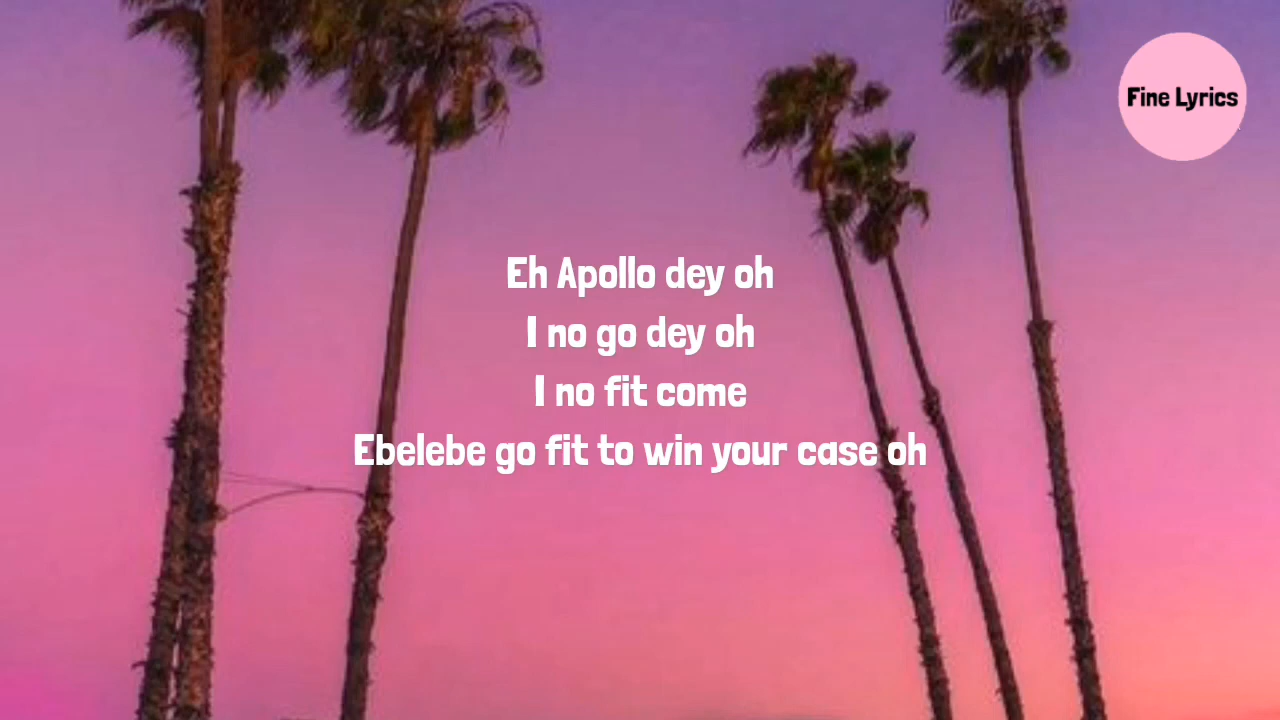 Fine Lyrics
Eh Apollo dey oh
I no go dey oh
I no fit come
Ebelebe go fit to win your case oh